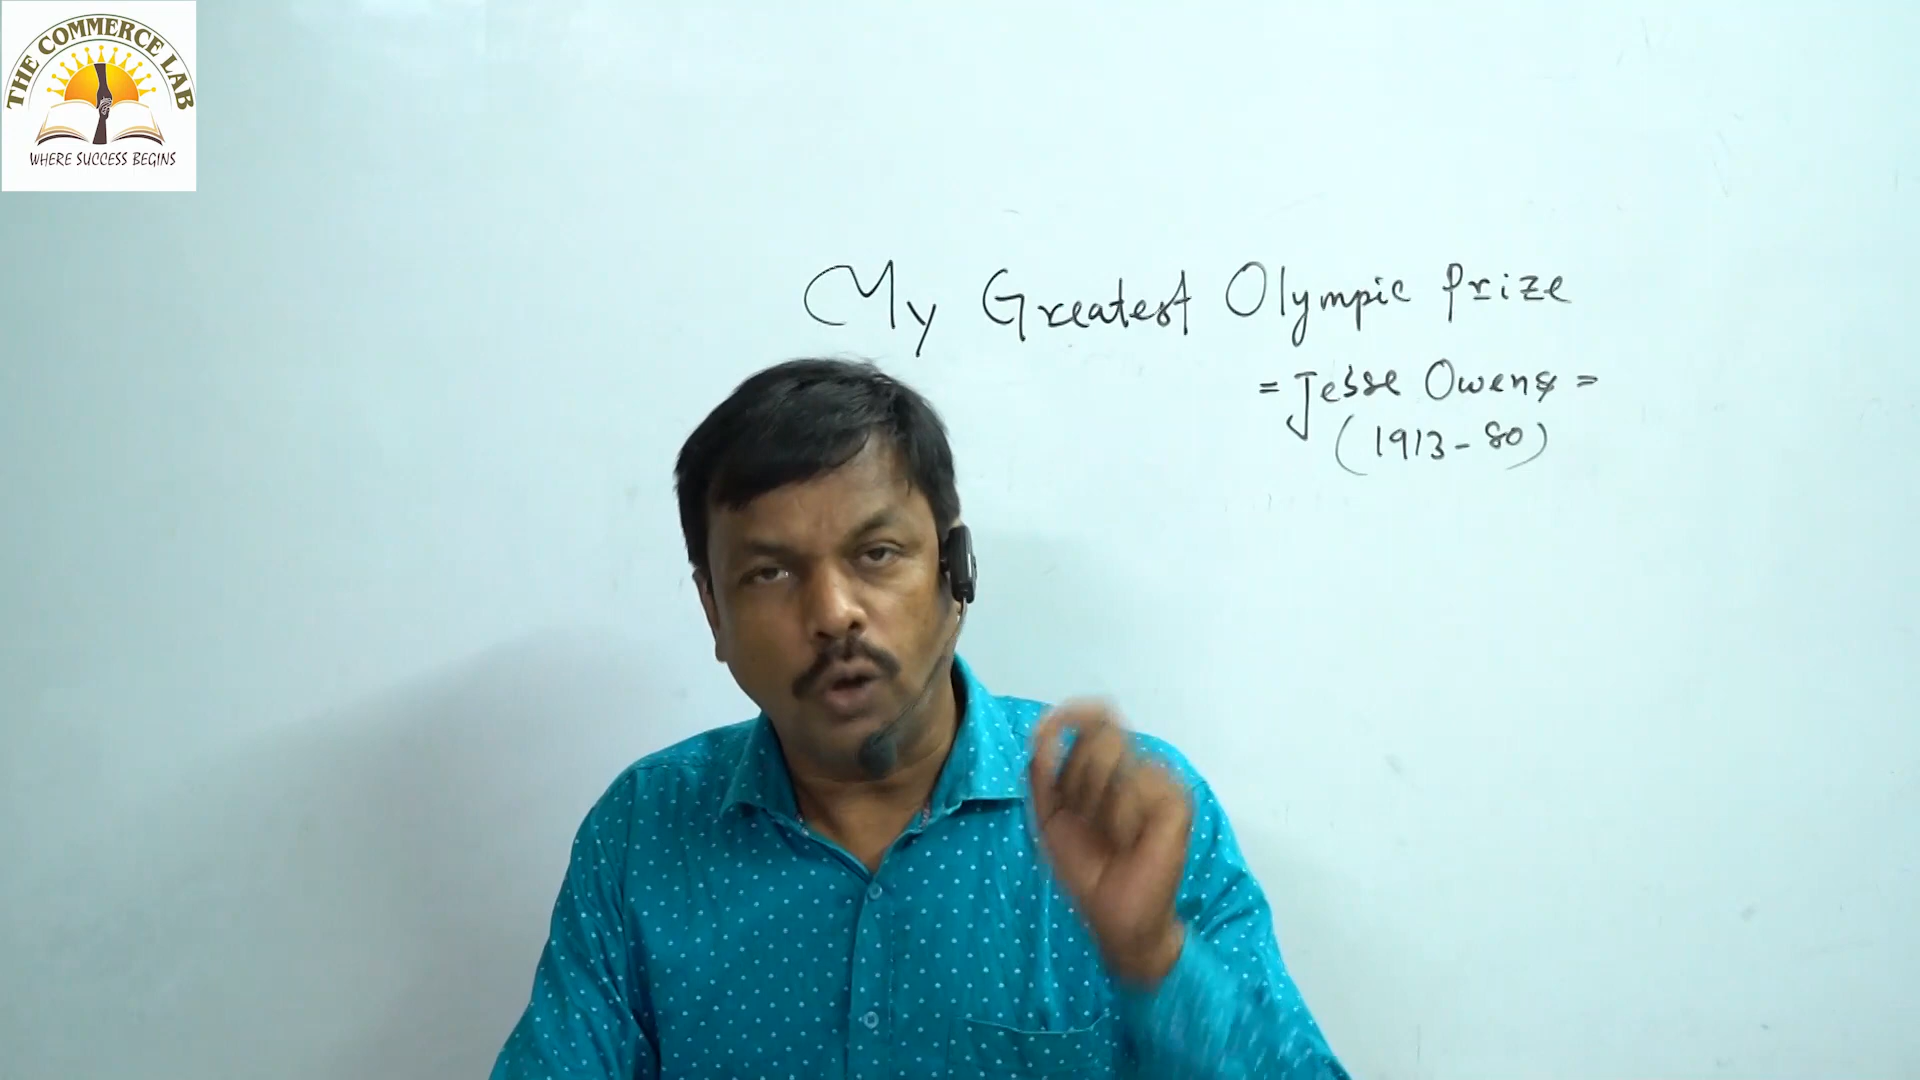 THE COMMERCE LAB
WHERE SUCCESS BEGINS
My Greatest Olympic Prize
= Jesse Owens =
(1913-80)